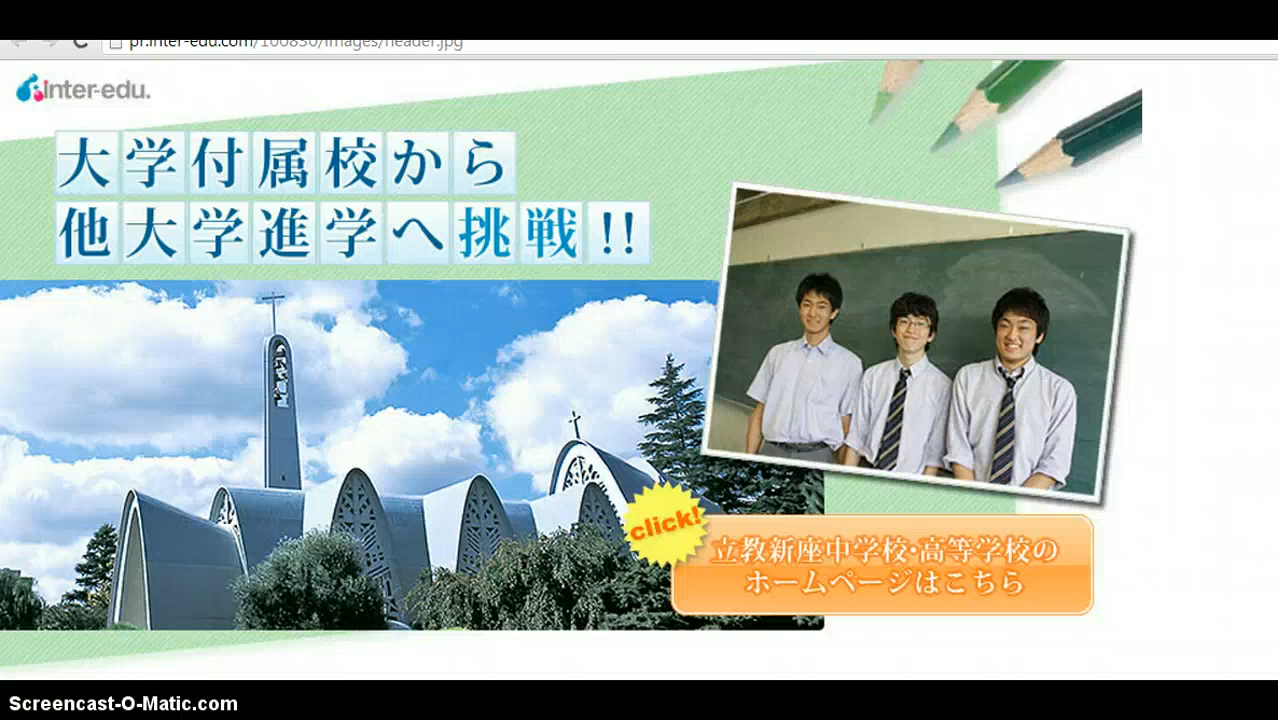 pr.inter-edu.com/100830/images/header.jpg
inter-edu.
大学付属校から
他大学進学へ挑戦!!
click!
立教新座中学校・高等学校の
ホームページはこちら
Screencast-O-Matic.com